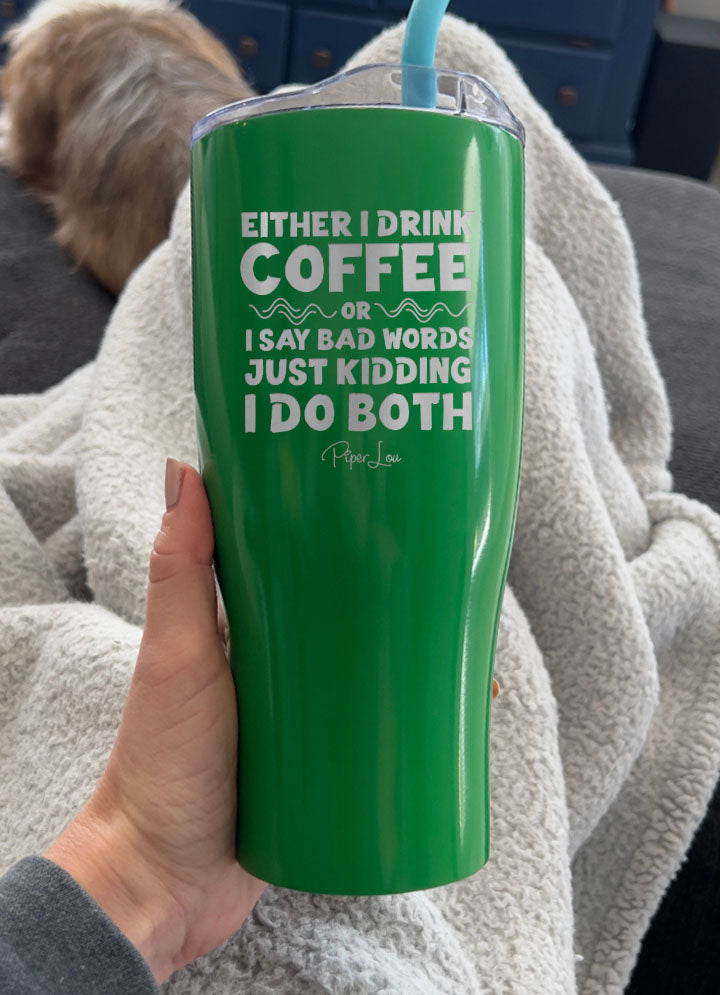 EITHER I DRINK
COFFEE
OR
I SAY BAD WORDS
JUST KIDDING
I DO BOTH
Piper Lou